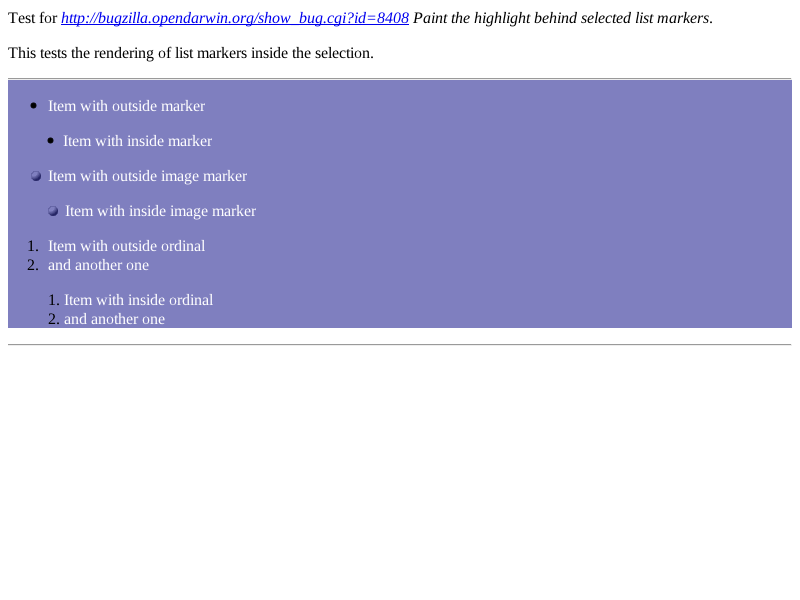 Test for http://bugzilla.opendarwin.org/show_bug.cgi?id=8408 Paint the highlight behind selected list markers.
This tests the rendering of list markers inside the selection.
• Item with outside marker
• Item with inside marker
Item with outside image marker
Item with inside image marker
1. Item with outside ordinal
2. and another one
1. Item with inside ordinal
2. and another one